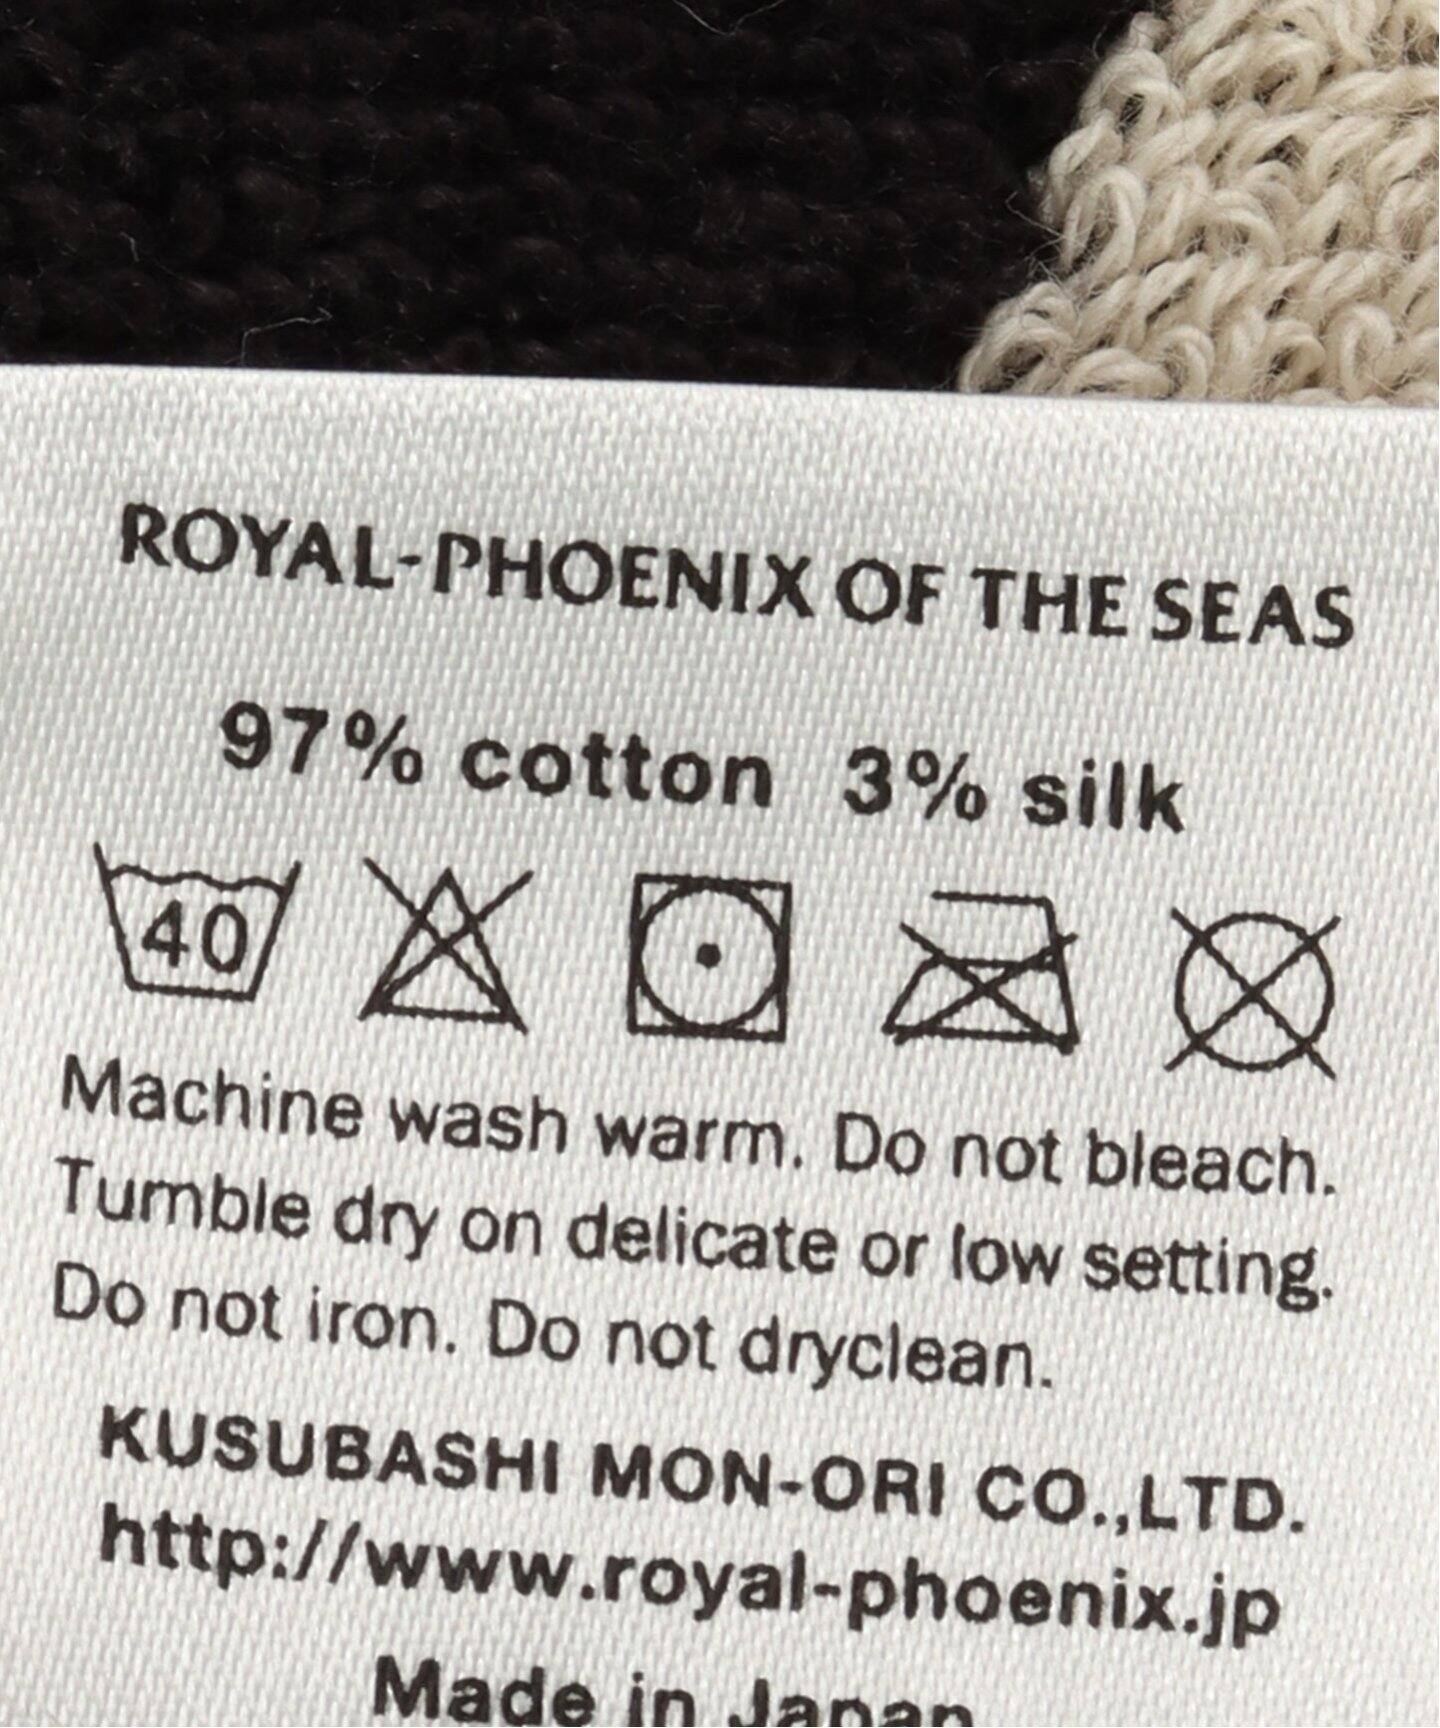 ROYAL-PHOENIX OF THE SEAS
97% cotton 3% silk
40
Machine wash warm. Do not bleach.
Tumble dry on delicate or low setting.
Do not iron. Do not dryclean.
KUSUBASHI MON-ORI CO.,LTD.
http://www.royal-phoenix.jp
Made in Japan